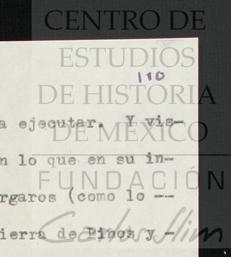 CENTRO DE
ESTUDIOS
110
DE HISTORIA
a ejecutar. Y vis-
DE MÉXICO
n lo que en su in-
FUNDACIÓN
rgaros (como lo --
Carlos Slim
ierra de Pinos y -